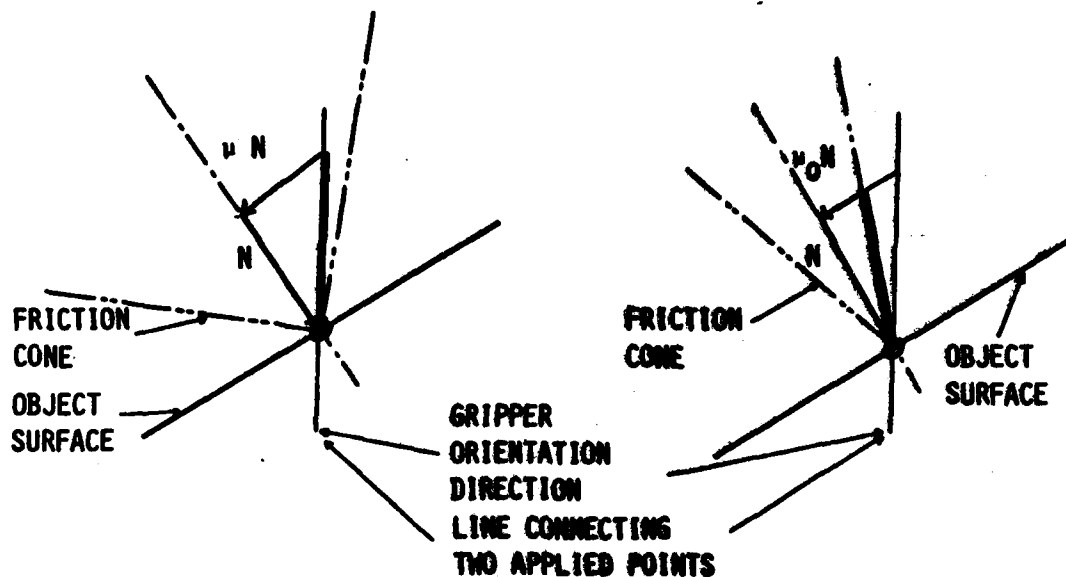 μ N
N
FRICTION
CONE
OBJECT
SURFACE
GRIPPER
ORIENTATION
DIRECTION
LINE CONNECTING
TWO APPLIED POINTS
μ₀N
N
FRICTION
CONE
OBJECT
SURFACE